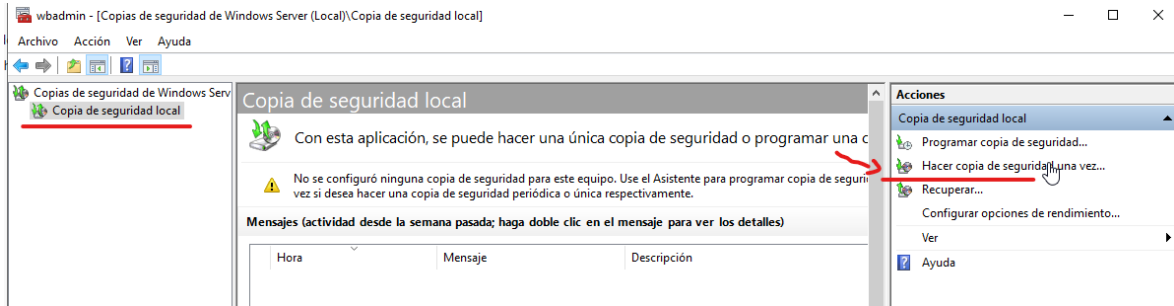 wbadmin - [Copias de seguridad de Windows Server (Local)\Copia de seguridad local]
Archivo Acción Ver Ayuda
Copias de seguridad de Windows Serv
Copia de seguridad local
Copia de seguridad local
Con esta aplicación, se puede hacer una única copia de seguridad o programar una c
No se configuró ninguna copia de seguridad para este equipo. Use el Asistente para programar copia de seguri
vez si desea hacer una copia de seguridad periódica o única respectivamente.
Mensajes (actividad desde la semana pasada; haga doble clic en el mensaje para ver los detalles)
Hora Mensaje Descripción
Acciones
Copia de seguridad local
Programar copia de seguridad...
Hacer copia de seguridad una vez...
Recuperar...
Configurar opciones de rendimiento...
Ver
Ayuda